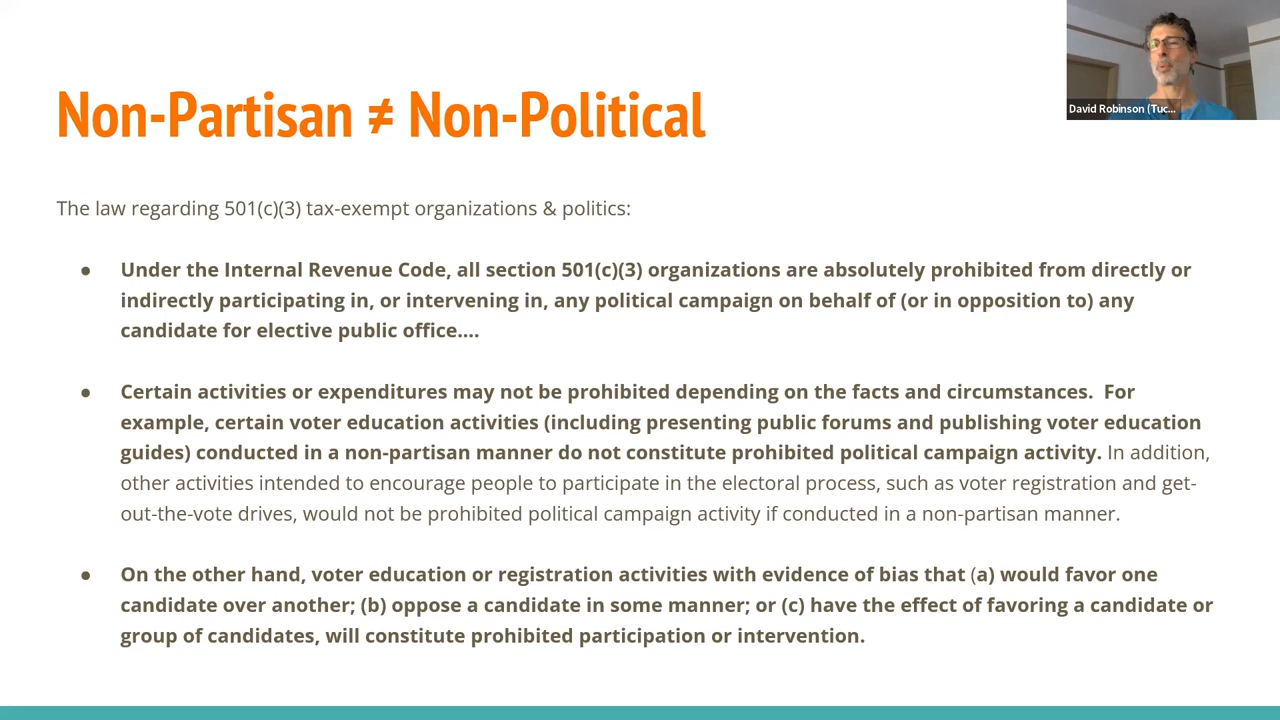 Non-Partisan ≠ Non-Political
David Robinson (Tuc...
The law regarding 501(c)(3) tax-exempt organizations & politics:
● Under the Internal Revenue Code, all section 501(c)(3) organizations are absolutely prohibited from directly or
indirectly participating in, or intervening in, any political campaign on behalf of (or in opposition to) any
candidate for elective public office....
● Certain activities or expenditures may not be prohibited depending on the facts and circumstances.  For
example, certain voter education activities (including presenting public forums and publishing voter education
guides) conducted in a non-partisan manner do not constitute prohibited political campaign activity. In addition,
other activities intended to encourage people to participate in the electoral process, such as voter registration and get-
out-the-vote drives, would not be prohibited political campaign activity if conducted in a non-partisan manner.
● On the other hand, voter education or registration activities with evidence of bias that (a) would favor one
candidate over another; (b) oppose a candidate in some manner; or (c) have the effect of favoring a candidate or
group of candidates, will constitute prohibited participation or intervention.